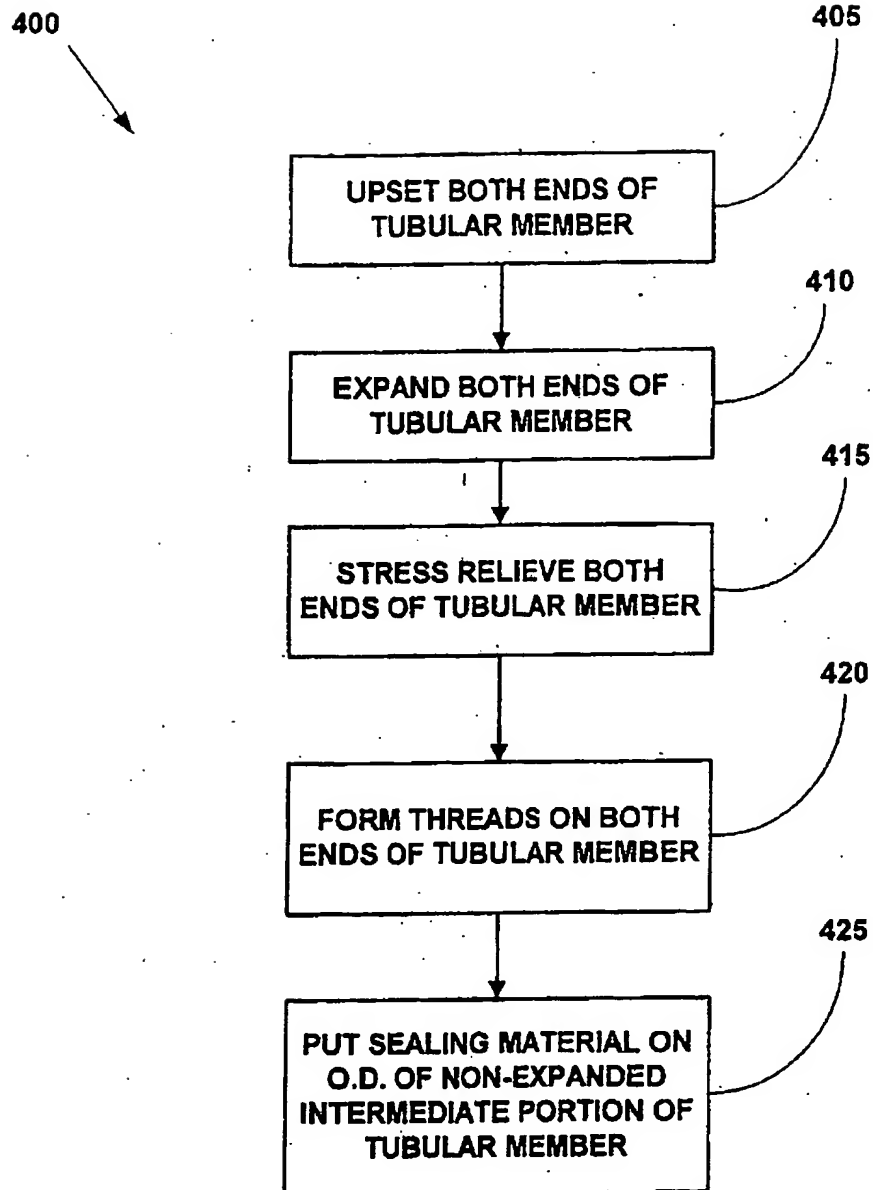 400
405
UPSET BOTH ENDS OF
TUBULAR MEMBER
410
EXPAND BOTH ENDS OF
TUBULAR MEMBER
415
STRESS RELIEVE BOTH
ENDS OF TUBULAR MEMBER
420
FORM THREADS ON BOTH
ENDS OF TUBULAR MEMBER
425
PUT SEALING MATERIAL ON
O.D. OF NON-EXPANDED
INTERMEDIATE PORTION OF
TUBULAR MEMBER